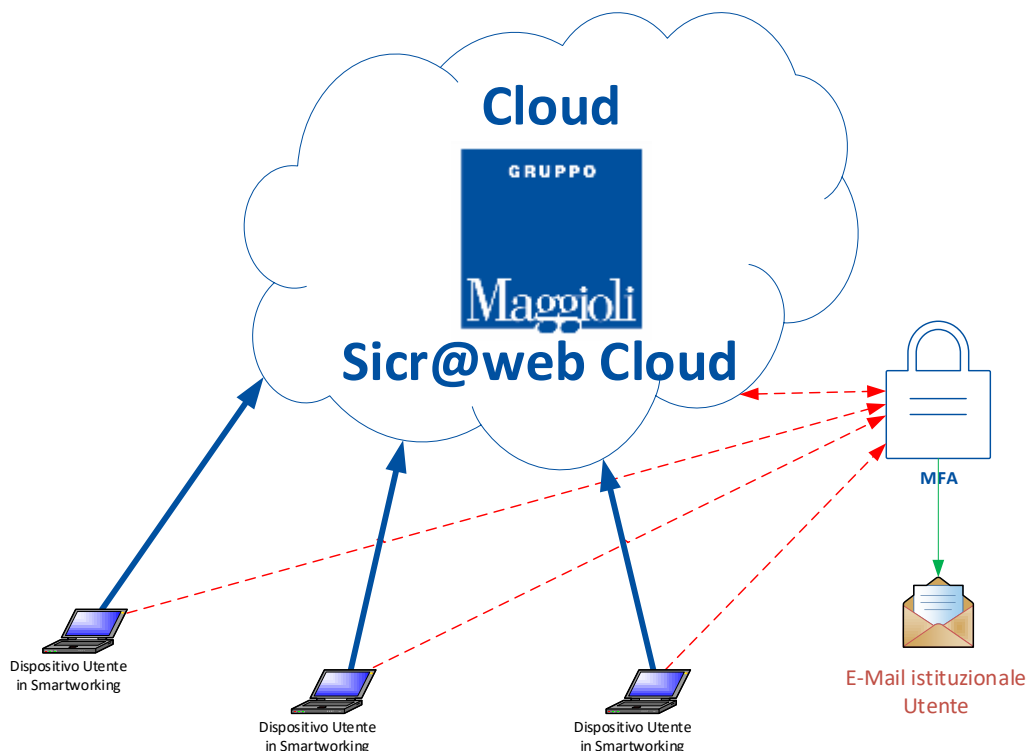 Cloud
GRUPPO
Maggioli
Sicr@web Cloud
MFA
Dispositivo Utente
in Smartworking
Dispositivo Utente
in Smartworking
Dispositivo Utente
in Smartworking
E-Mail istituzionale
Utente